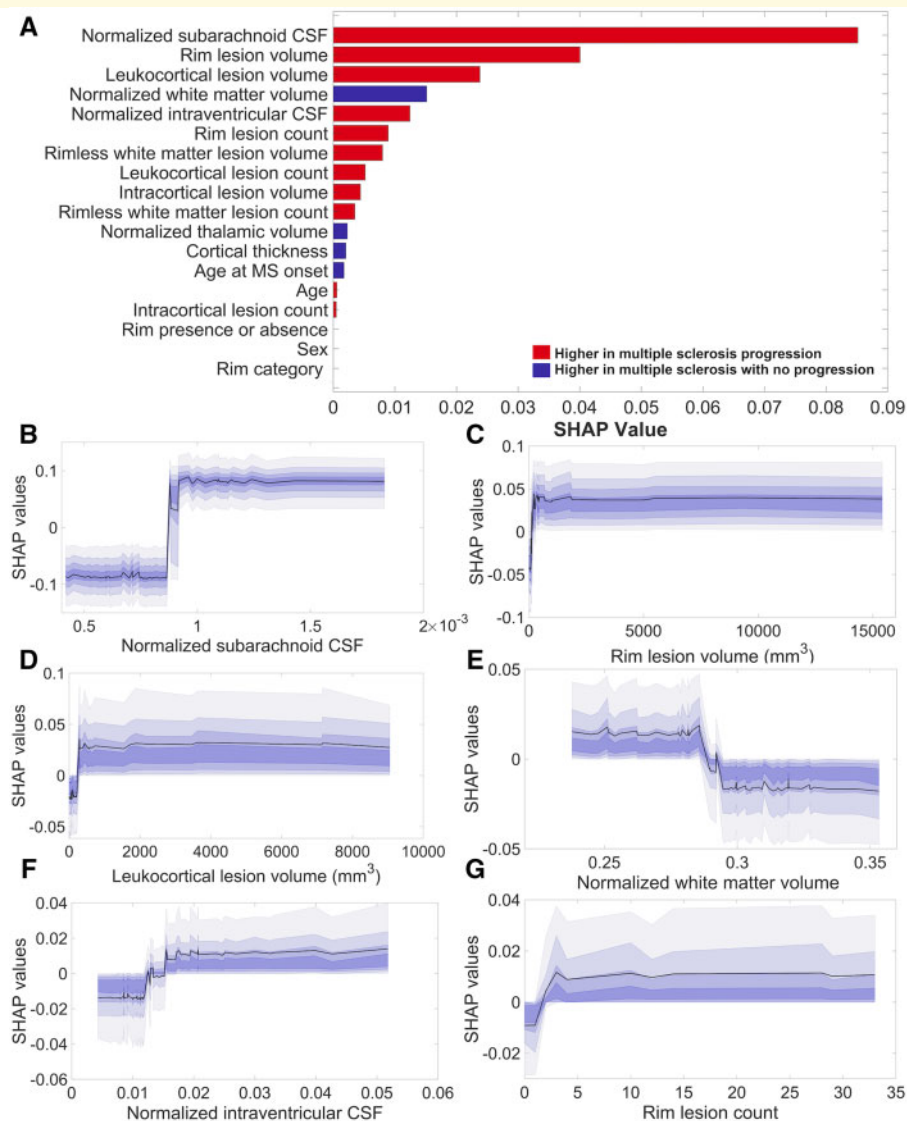 A
Normalized subarachnoid CSF
Rim lesion volume
Leukocortical lesion volume
Normalized white matter volume
Normalized intraventricular CSF
Rim lesion count
Rimless white matter lesion volume
Leukocortical lesion count
Intracortical lesion volume
Rimless white matter lesion count
Normalized thalamic volume
Cortical thickness
Age at MS onset
Age
Intracortical lesion count
Rim presence or absence
Sex
Rim category
Higher in multiple sclerosis progression
Higher in multiple sclerosis with no progression
0 0.01 0.02 0.03 0.04 0.05 0.06 0.07 0.08 0.09
SHAP Value
B
SHAP values
0.1
0
-0.1
0.5 1 1.5 2×10⁻³
Normalized subarachnoid CSF
C
SHAP values
0.1
0.05
0
-0.05
-0.1
0 5000 10000 15000
Rim lesion volume (mm³)
D
SHAP values
0.1
0.05
0
-0.05
0 2000 4000 6000 8000 10000
Leukocortical lesion volume (mm³)
E
SHAP values
0.05
0
-0.05
0.25 0.3 0.35
Normalized white matter volume
F
SHAP values
0.04
0.02
0
-0.02
-0.04
-0.06
0 0.01 0.02 0.03 0.04 0.05 0.06
Normalized intraventricular CSF
G
SHAP values
0.04
0.02
0
-0.02
0 5 10 15 20 25 30 35
Rim lesion count